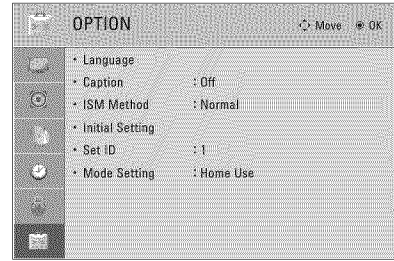 OPTION
Move OK
• Language
• Caption : Off
• ISM Method : Normal
• Initial Setting
• Set ID : 1
• Mode Setting : Home Use